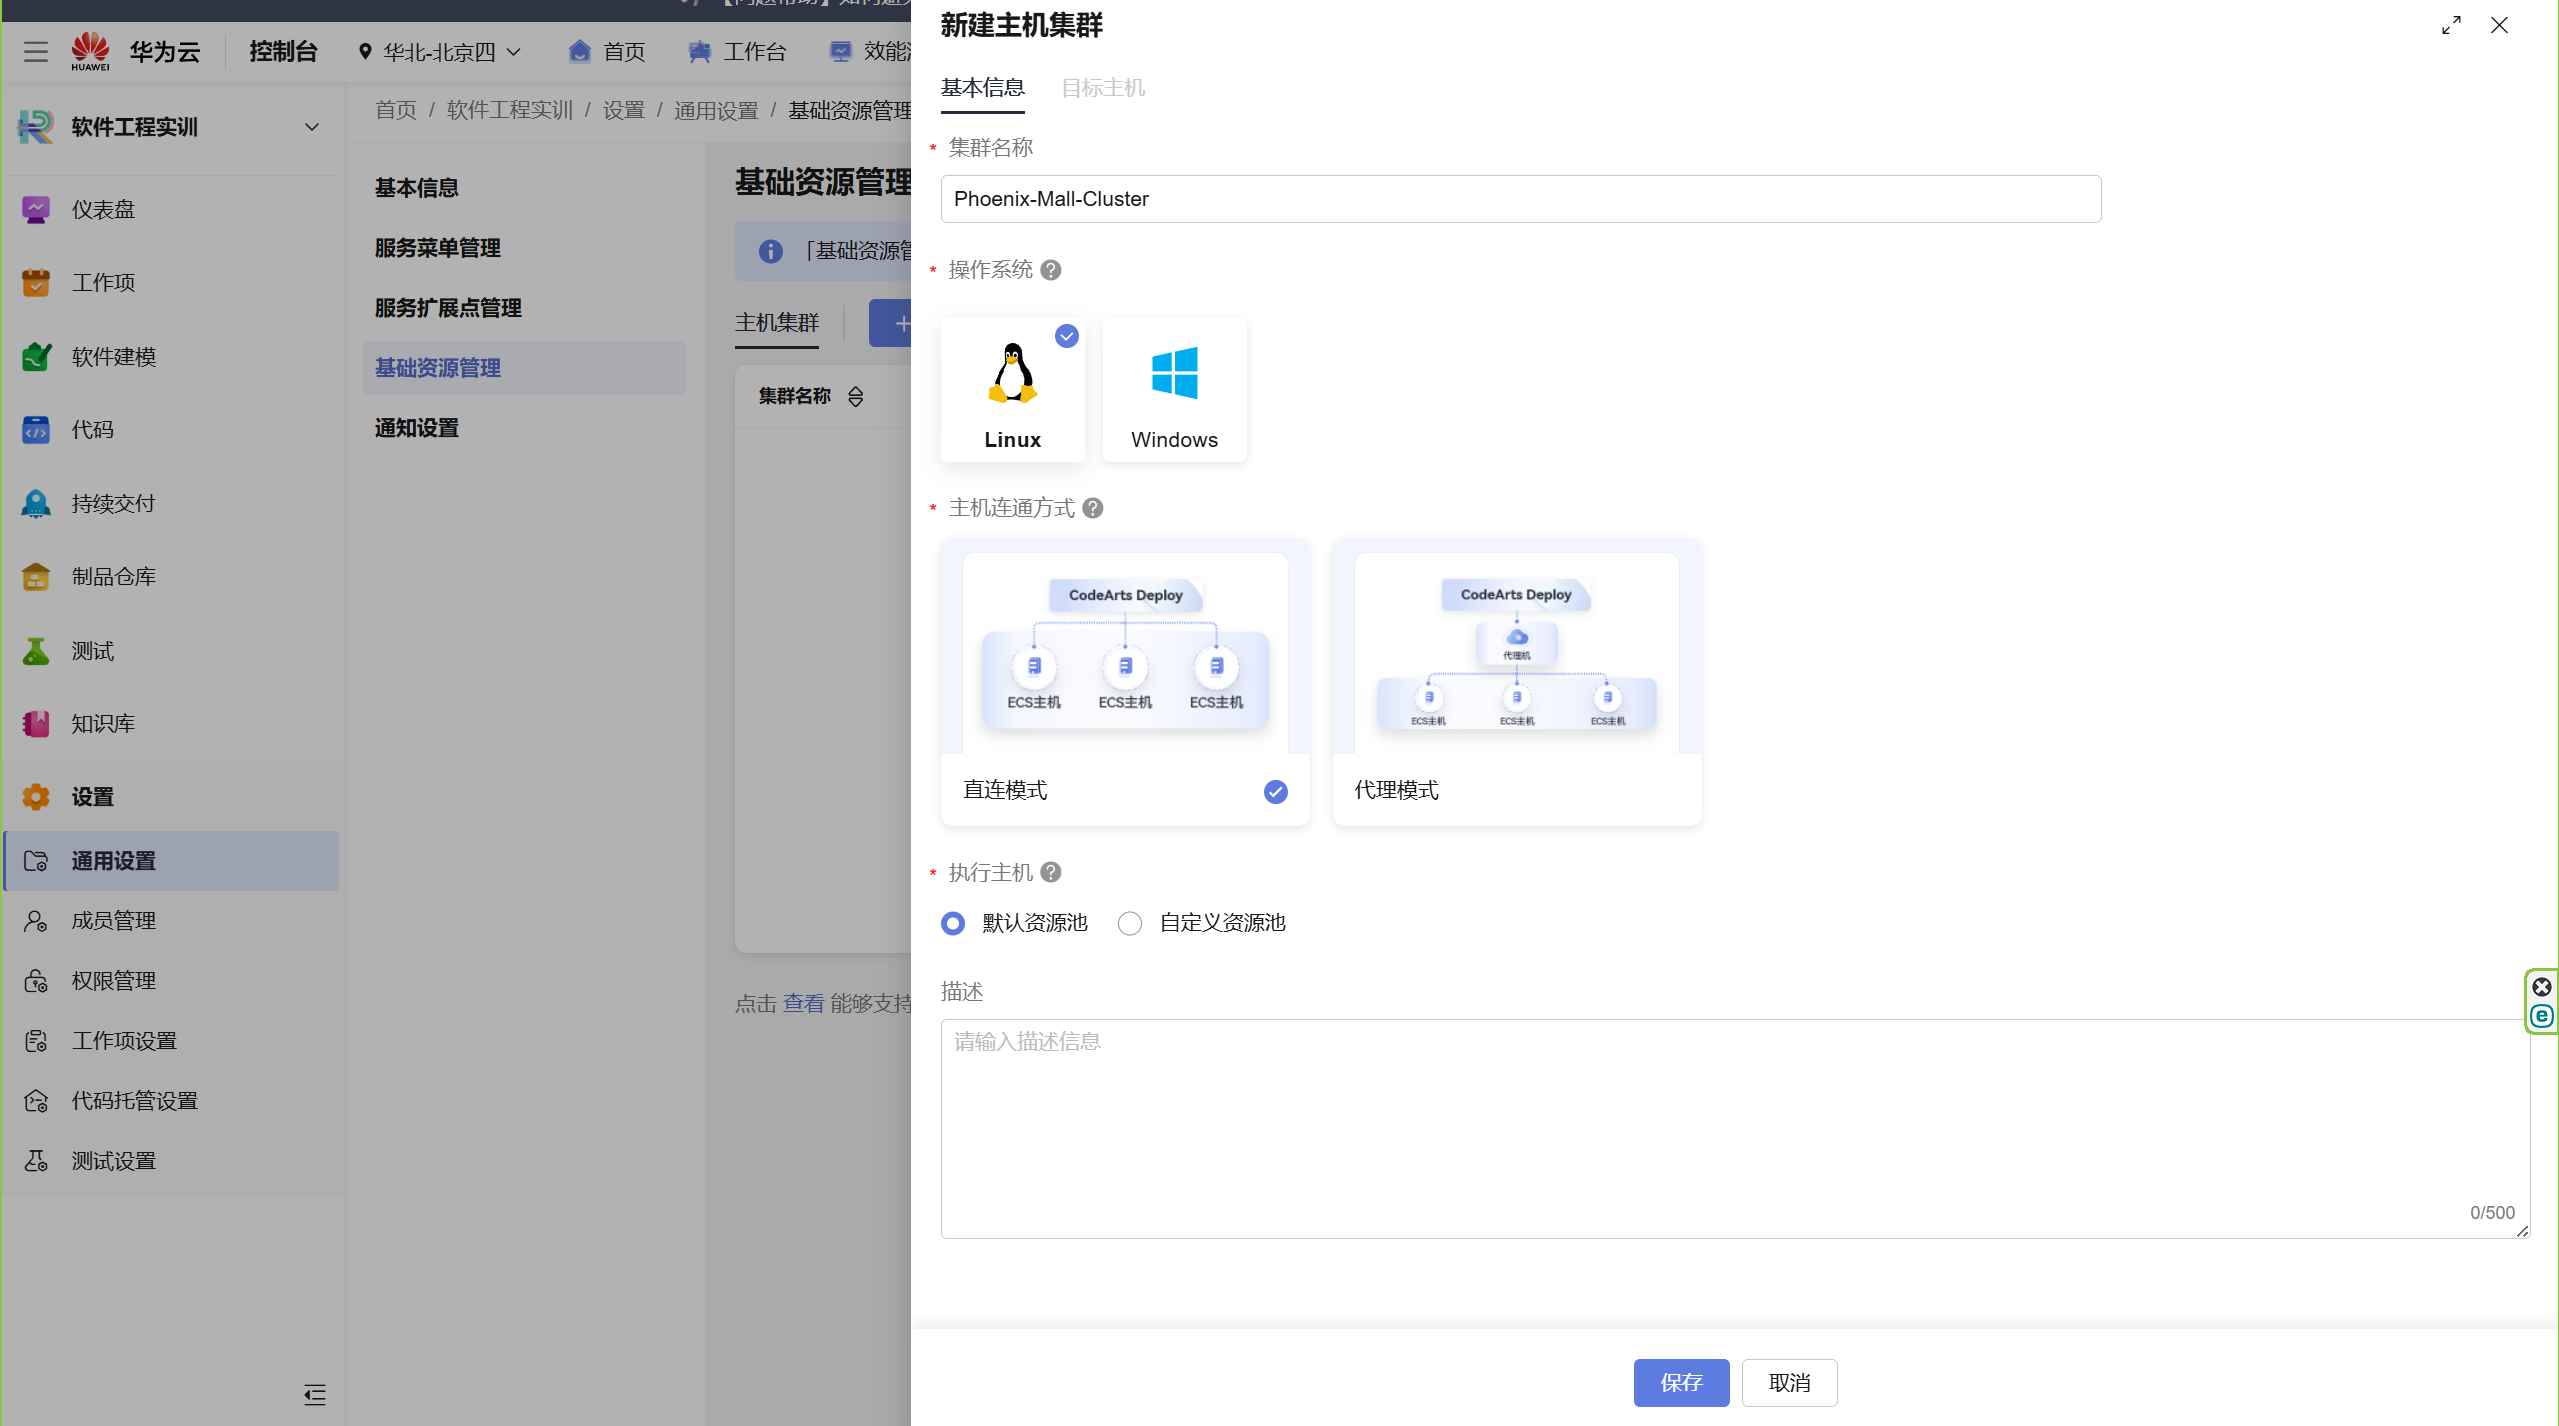 新建主机集群
HUAWEI
华为云
控制台
华北-北京四
首页
工作台
效能
软件工程实训
首页 / 软件工程实训 / 设置 / 通用设置 / 基础资源管理
仪表盘
工作项
软件建模
代码
持续交付
制品仓库
测试
知识库
设置
通用设置
成员管理
权限管理
工作项设置
代码托管设置
测试设置
基本信息
服务菜单管理
服务扩展点管理
基础资源管理
通知设置
基础资源管理
「基础资源管
主机集群
+
集群名称
点击 查看 能够支持
基本信息
目标主机
* 集群名称
Phoenix-Mall-Cluster
* 操作系统 ?
Linux
Windows
* 主机连通方式 ?
CodeArts Deploy
ECS主机
ECS主机
ECS主机
直连模式
CodeArts Deploy
代理机
ECS主机
ECS主机
ECS主机
代理模式
* 执行主机 ?
默认资源池
自定义资源池
描述
请输入描述信息
0/500
保存
取消